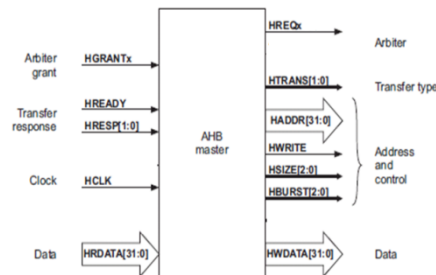 HREQx
Arbiter
Arbiter
grant
HGRANTx
HTRANS[1:0]
Transfer type
Transfer
response
HREADY
HRESP[1:0]
HADDR[31:0]
AHB
master
HWRITE
HSIZE[2:0]
HBURST[2:0]
Address
and
control
Clock
HCLK
Data
HRDATA[31:0]
HWDATA[31:0]
Data